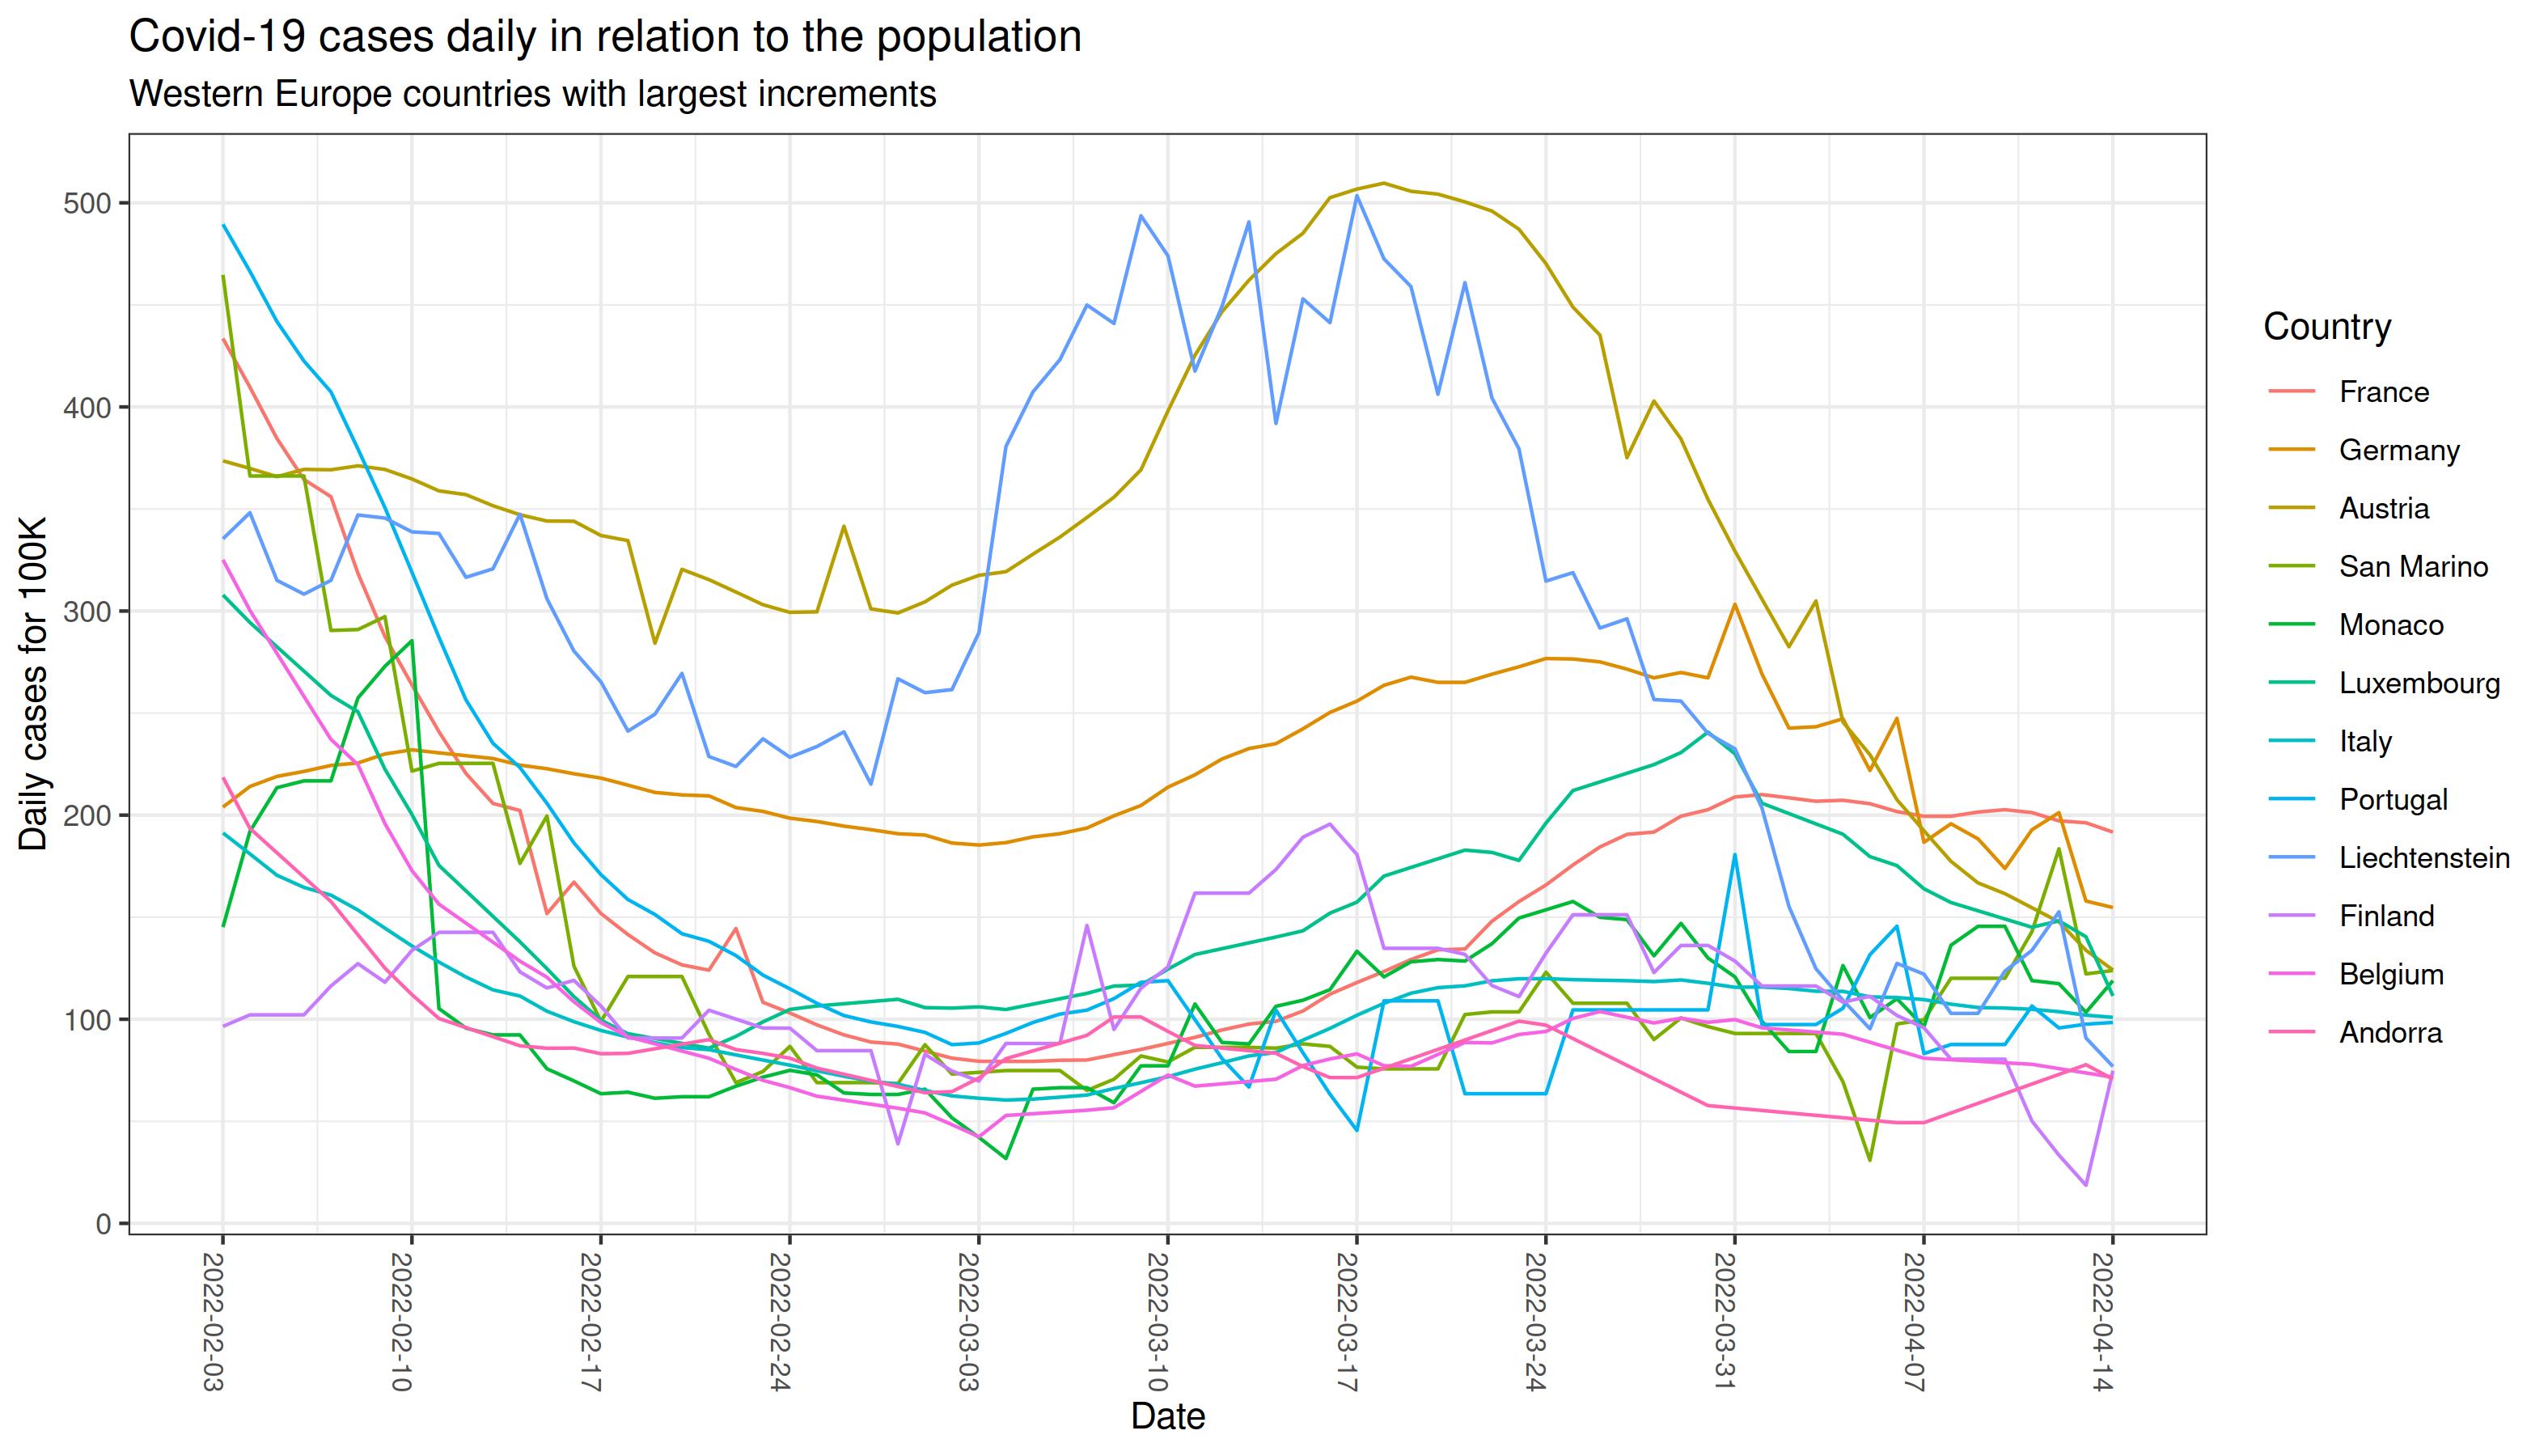 Covid-19 cases daily in relation to the population
Western Europe countries with largest increments
Daily cases for 100K
500
400
300
200
100
0
2022-02-03
2022-02-10
2022-02-17
2022-02-24
2022-03-03
2022-03-10
2022-03-17
2022-03-24
2022-03-31
2022-04-07
2022-04-14
Date
Country
France
Germany
Austria
San Marino
Monaco
Luxembourg
Italy
Portugal
Liechtenstein
Finland
Belgium
Andorra